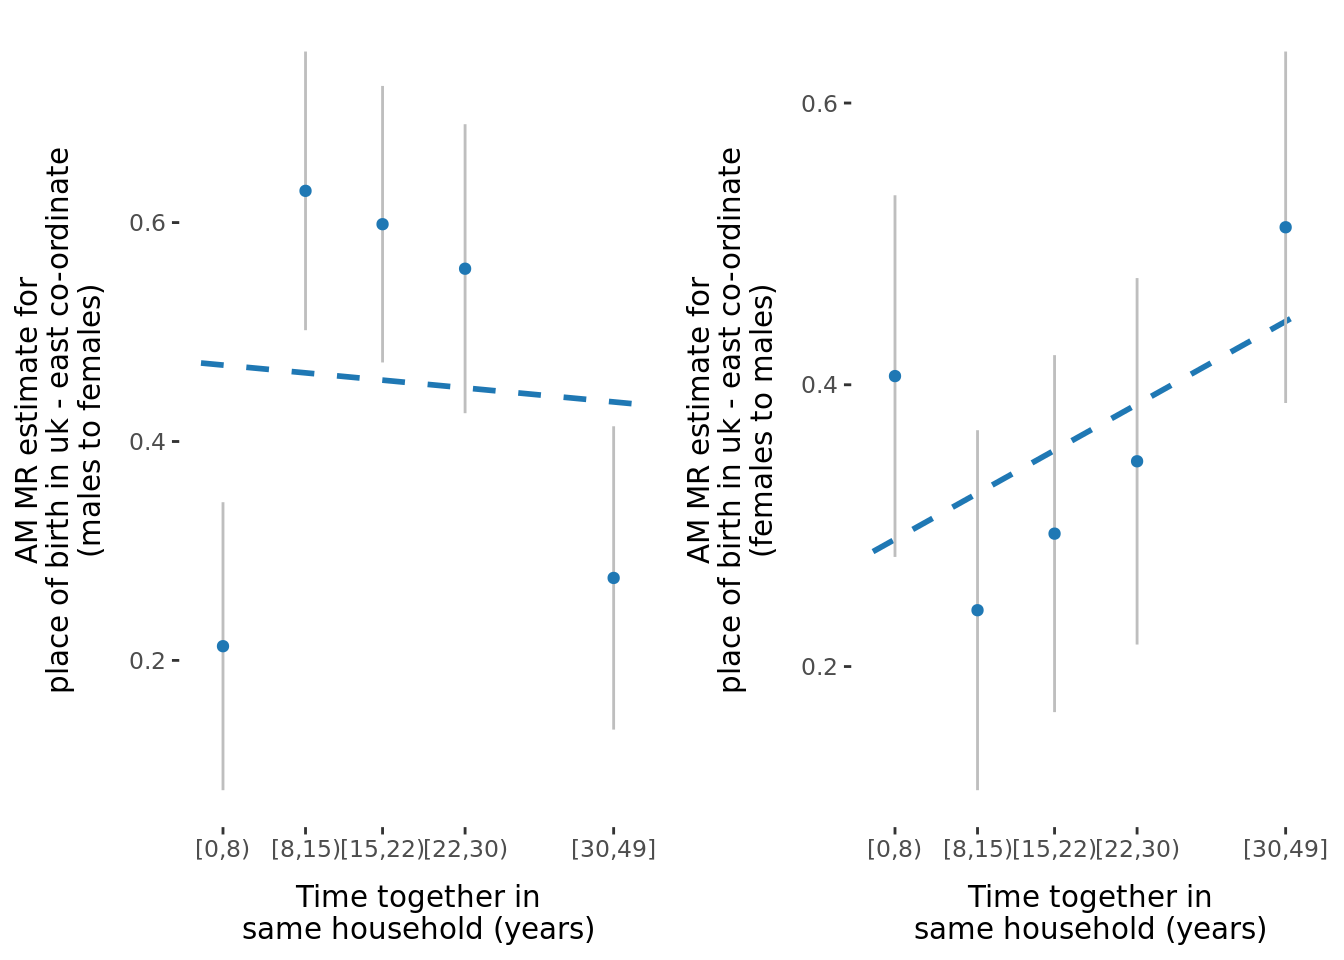 AM MR estimate for
place of birth in uk - east co-ordinate
(males to females)
0.6
0.4
0.2
[0,8)
[8,15)
[15,22)
[22,30)
[30,49]
Time together in
same household (years)
AM MR estimate for
place of birth in uk - east co-ordinate
(females to males)
0.6
0.4
0.2
[0,8)
[8,15)
[15,22)
[22,30)
[30,49]
Time together in
same household (years)